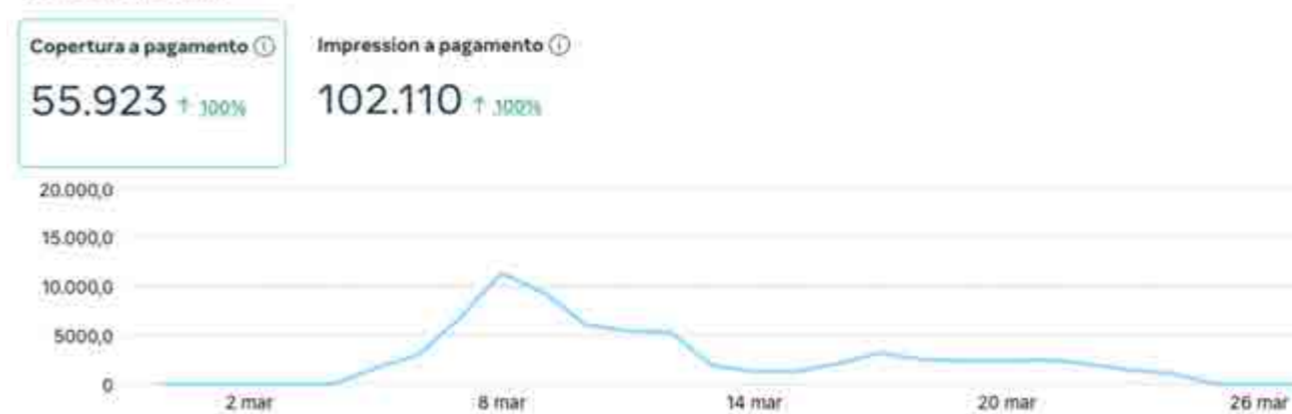 Copertura a pagamento
Impression a pagamento
55.923 ↑ 100%
102.110 ↑ 100%
20.000,0
15.000,0
10.000,0
5000,0
0
2 mar
8 mar
14 mar
20 mar
26 mar